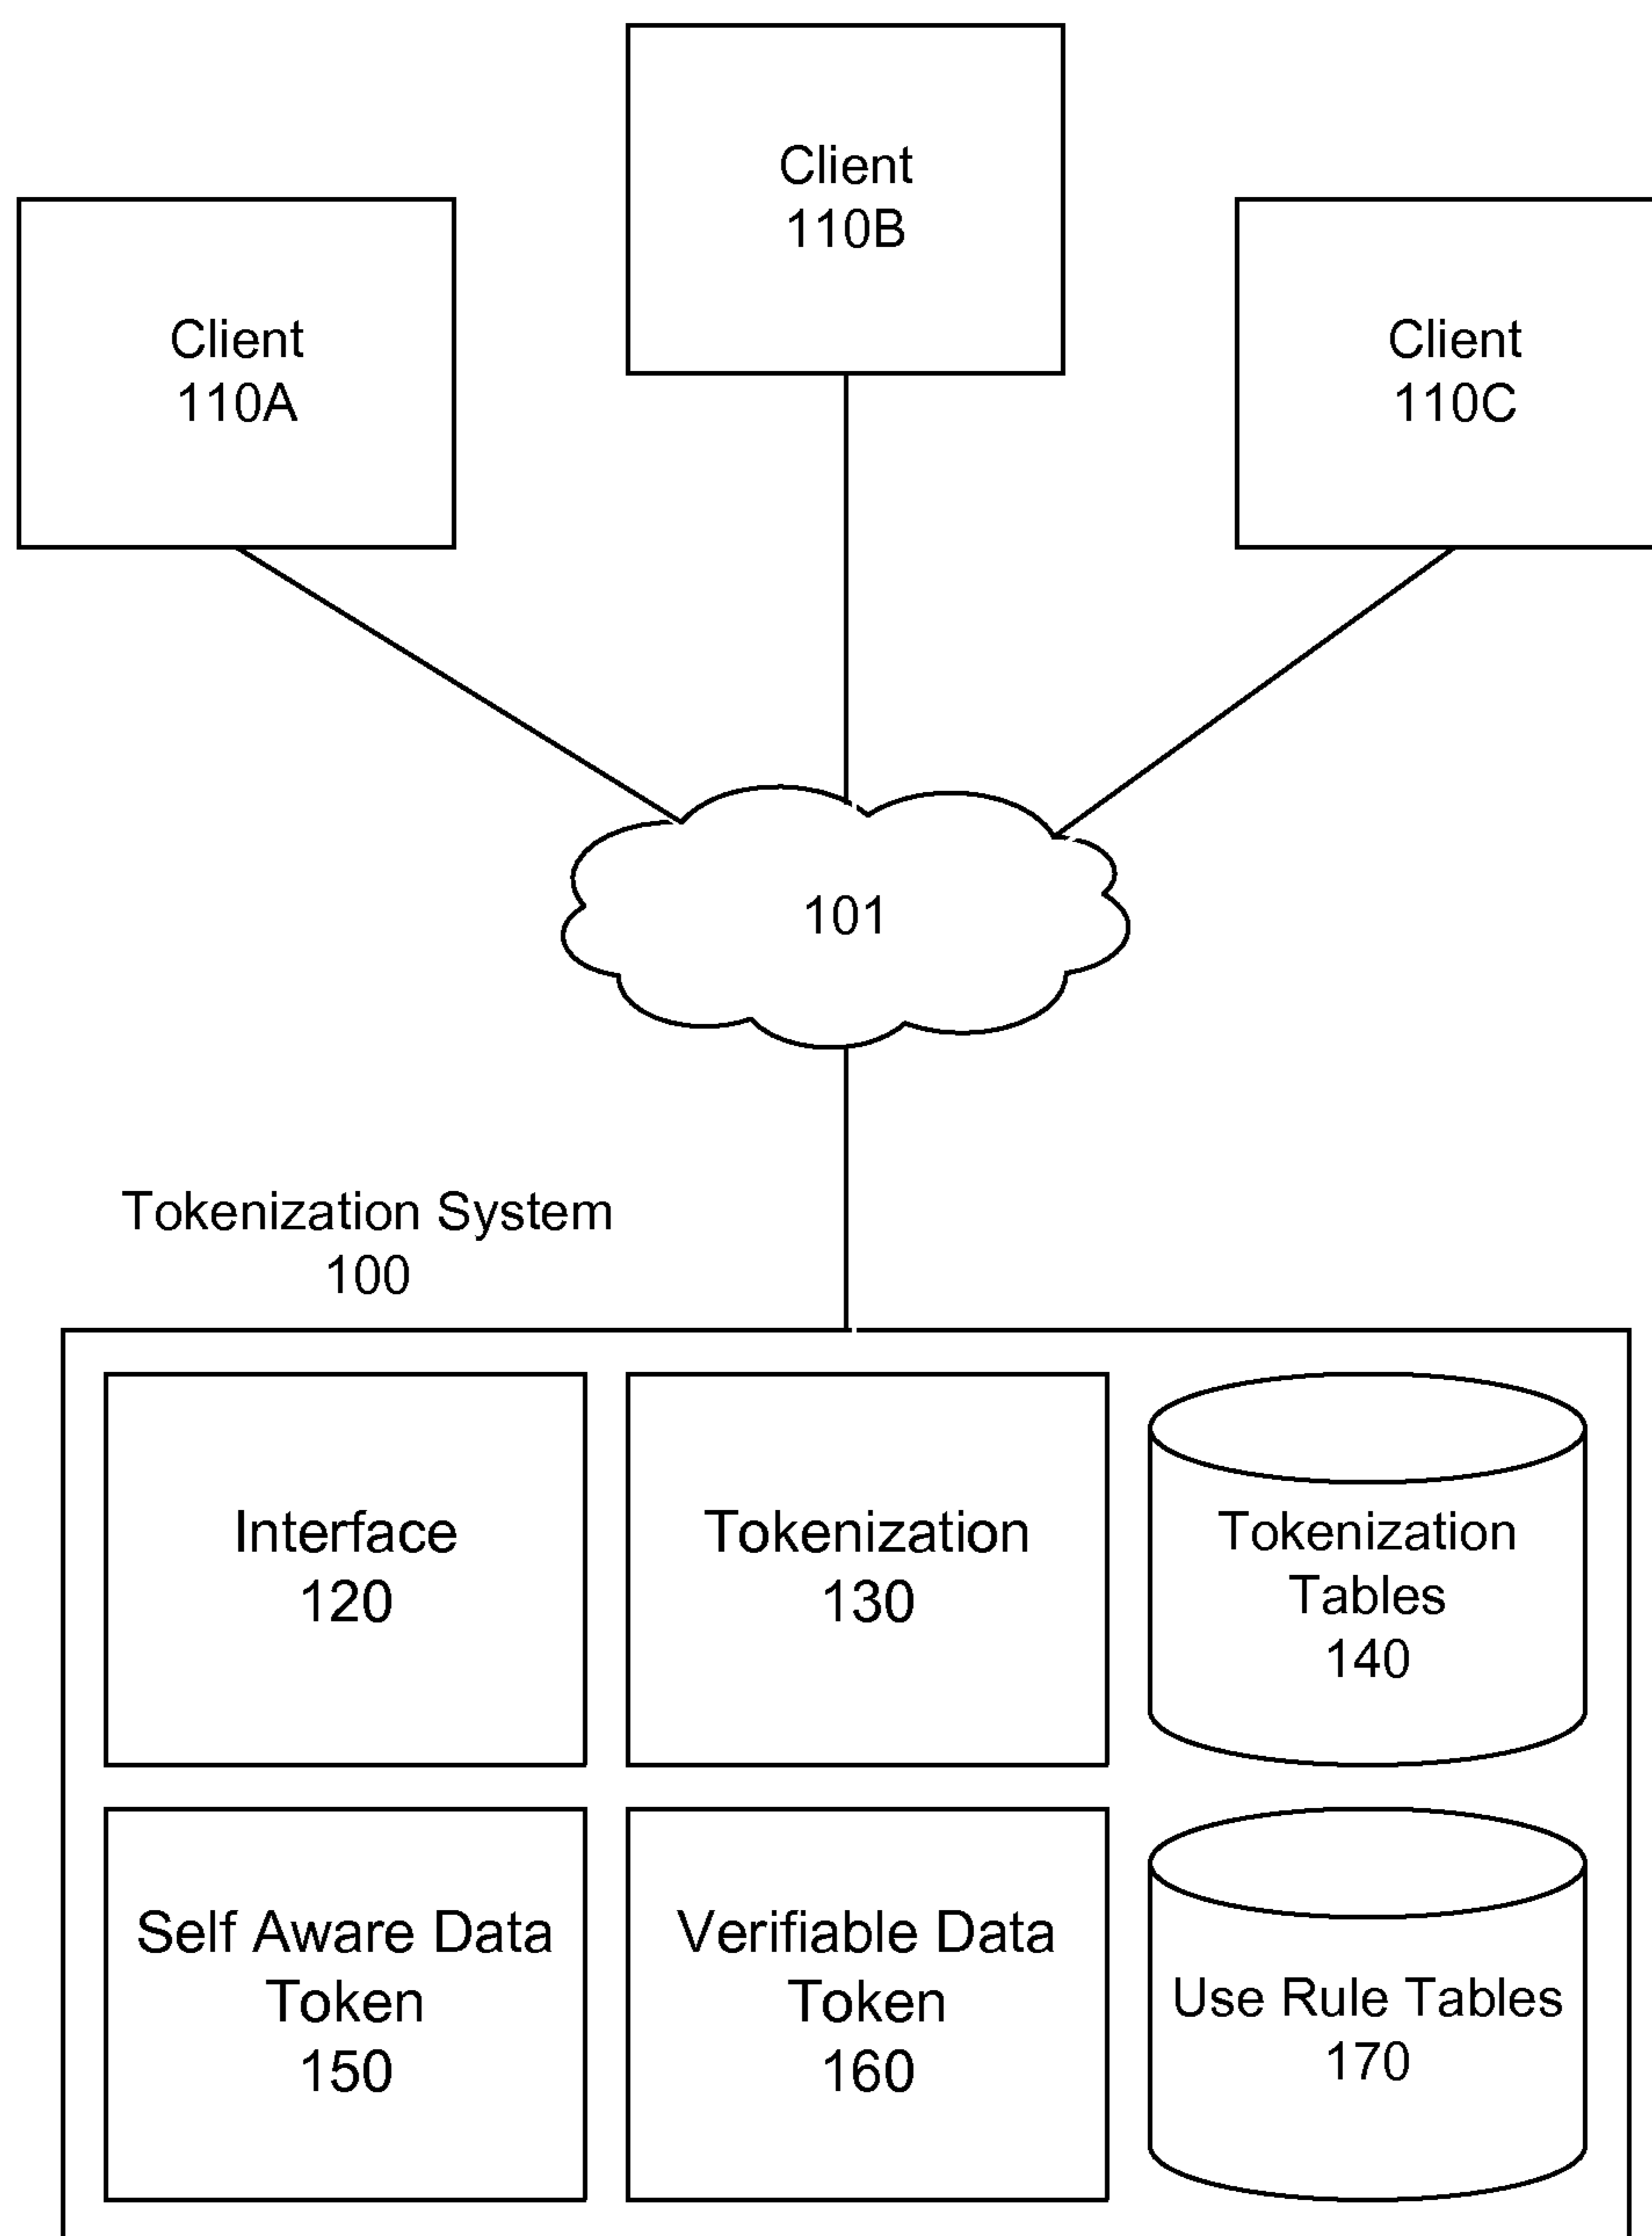 Client
110B
Client
110A
Client
110C
101
Tokenization System
100
Interface
120
Tokenization
130
Tokenization
Tables
140
Self Aware Data
Token
150
Verifiable Data
Token
160
Use Rule Tables
170